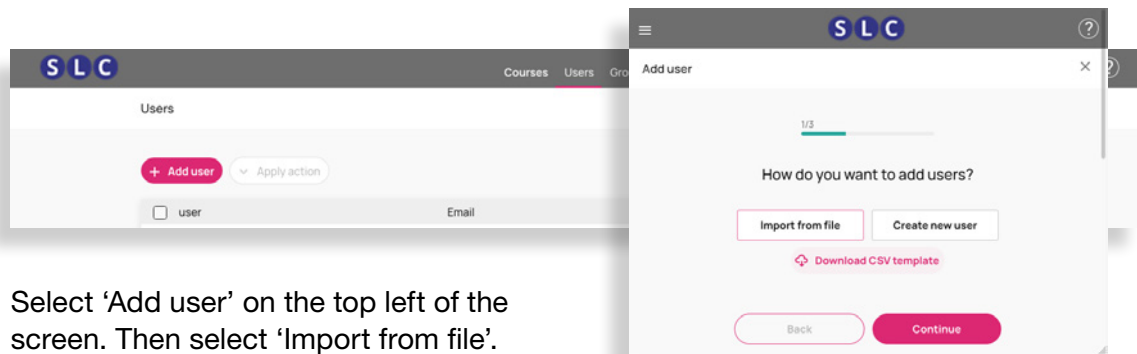 SLC
Courses Users Gro
?
Users
+ Add user
Apply action
user Email
SLC
?
Add user
1/3
How do you want to add users?
Import from file Create new user
Download CSV template
Back Continue
Select ‘Add user’ on the top left of the
screen. Then select ‘Import from file’.